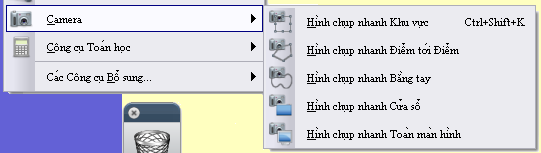 Camera
Công cụ Toán học
Các Công cụ Bổ sung...
Hình chụp nhanh Khu vực Ctrl+Shift+K
Hình chụp nhanh Điểm tới Điểm
Hình chụp nhanh Bằng tay
Hình chụp nhanh Cửa sổ
Hình chụp nhanh Toàn màn hình